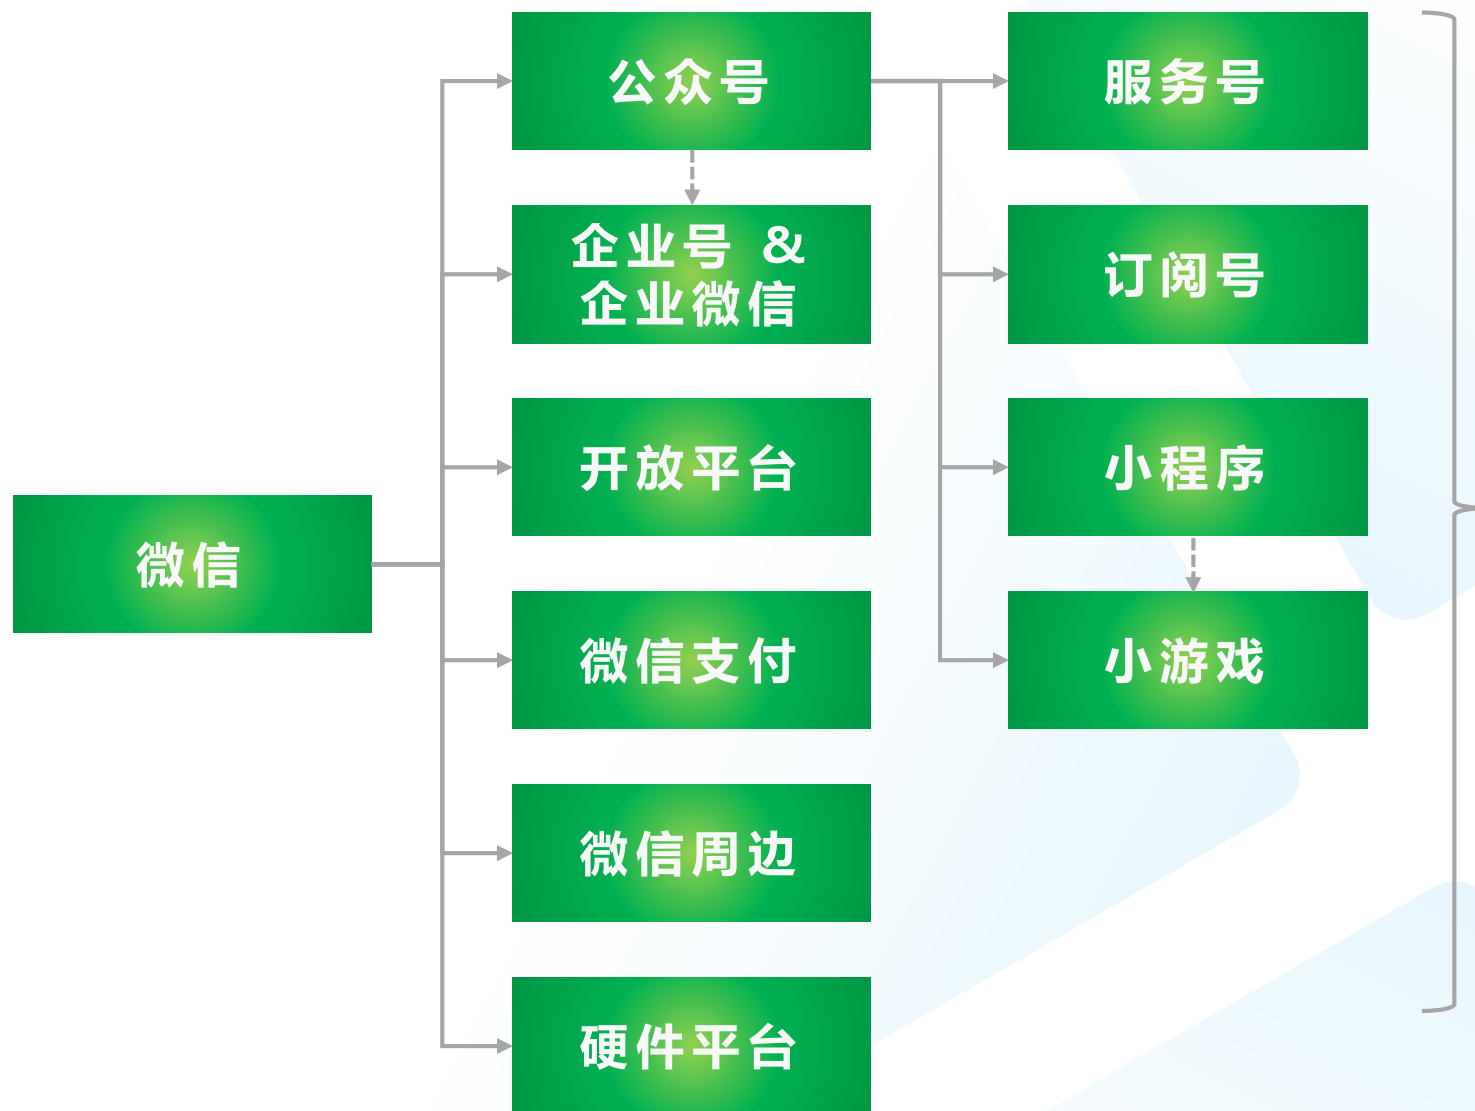 微信
公众号
企业号 &
企业微信
开放平台
微信支付
微信周边
硬件平台
服务号
订阅号
小程序
小游戏